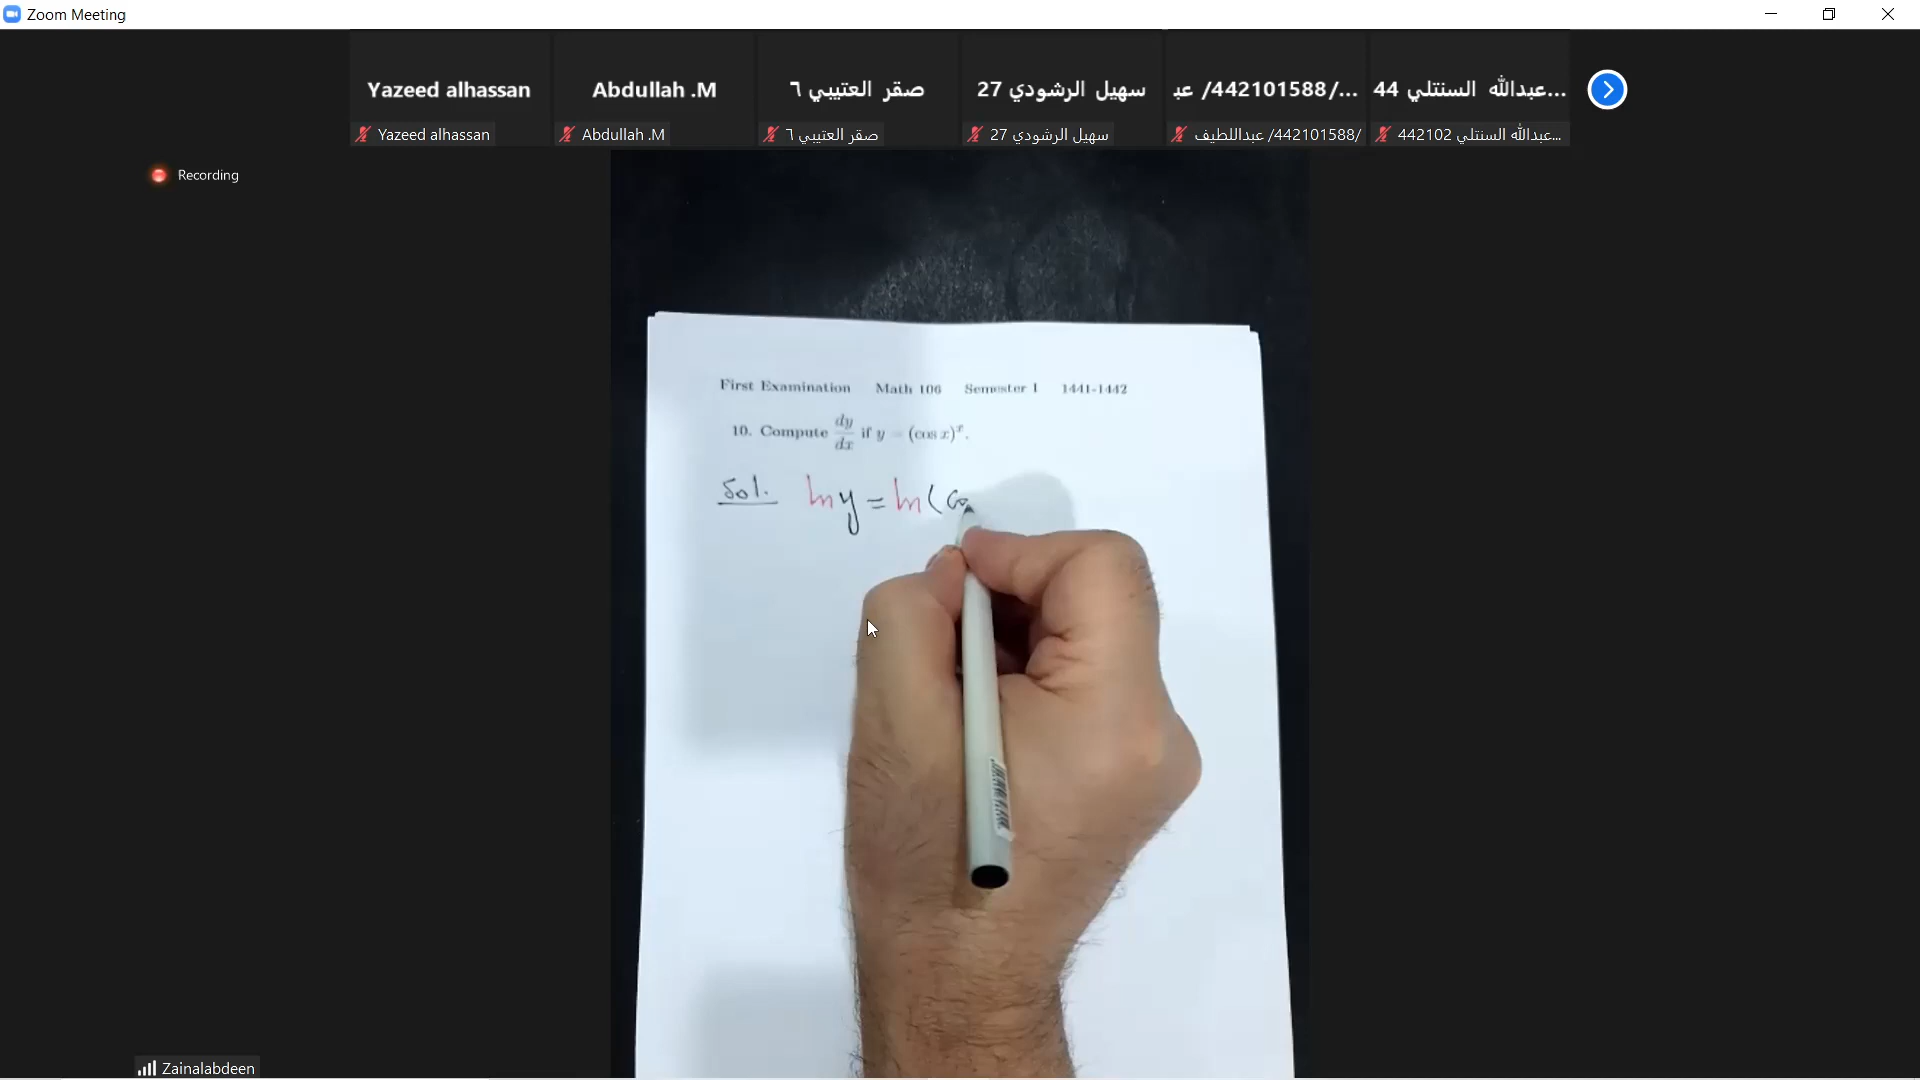 Zoom Meeting
Yazeed alhassan
Abdullah .M
صقر العتيبي ٦
سهيل الرشودي 27
عب /442101588/...
عبدالله السنتلي 44...
Yazeed alhassan
Abdullah .M
صقر العتيبي ٦
سهيل الرشودي 27
عبداللطيف /442101588/
عبدالله السنتلي 442102...
Recording
First Examination Math 106 Semester I 1441-1442
10. Compute dy/dx if y = (cos x)^x.
Sol. ln y = ln (co
Zainalabdeen